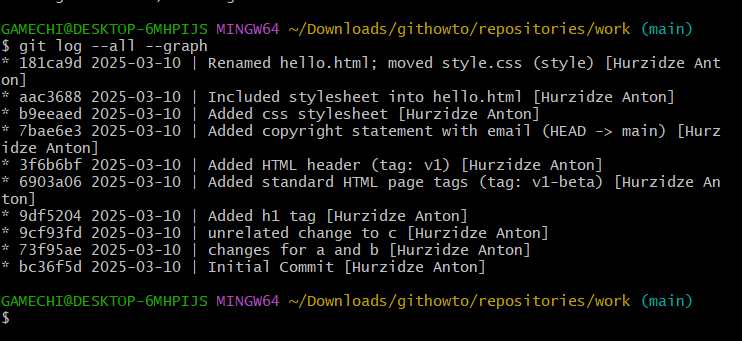 GAMECHI@DESKTOP-6MHPIJS MINGW64 ~/Downloads/githowto/repositories/work (main)
$ git log --all --graph
* 181ca9d 2025-03-10 | Renamed hello.html; moved style.css (style) [Hurzidze Ant
on]
* aac3688 2025-03-10 | Included stylesheet into hello.html [Hurzidze Anton]
* b9eeaed 2025-03-10 | Added css stylesheet [Hurzidze Anton]
* 7bae6e3 2025-03-10 | Added copyright statement with email (HEAD -> main) [Hurz
idze Anton]
* 3f6b6bf 2025-03-10 | Added HTML header (tag: v1) [Hurzidze Anton]
* 6903a06 2025-03-10 | Added standard HTML page tags (tag: v1-beta) [Hurzidze An
ton]
* 9df5204 2025-03-10 | Added h1 tag [Hurzidze Anton]
* 9cf93fd 2025-03-10 | unrelated change to c [Hurzidze Anton]
* 73f95ae 2025-03-10 | changes for a and b [Hurzidze Anton]
* bc36f5d 2025-03-10 | Initial Commit [Hurzidze Anton]
GAMECHI@DESKTOP-6MHPIJS MINGW64 ~/Downloads/githowto/repositories/work (main)
$